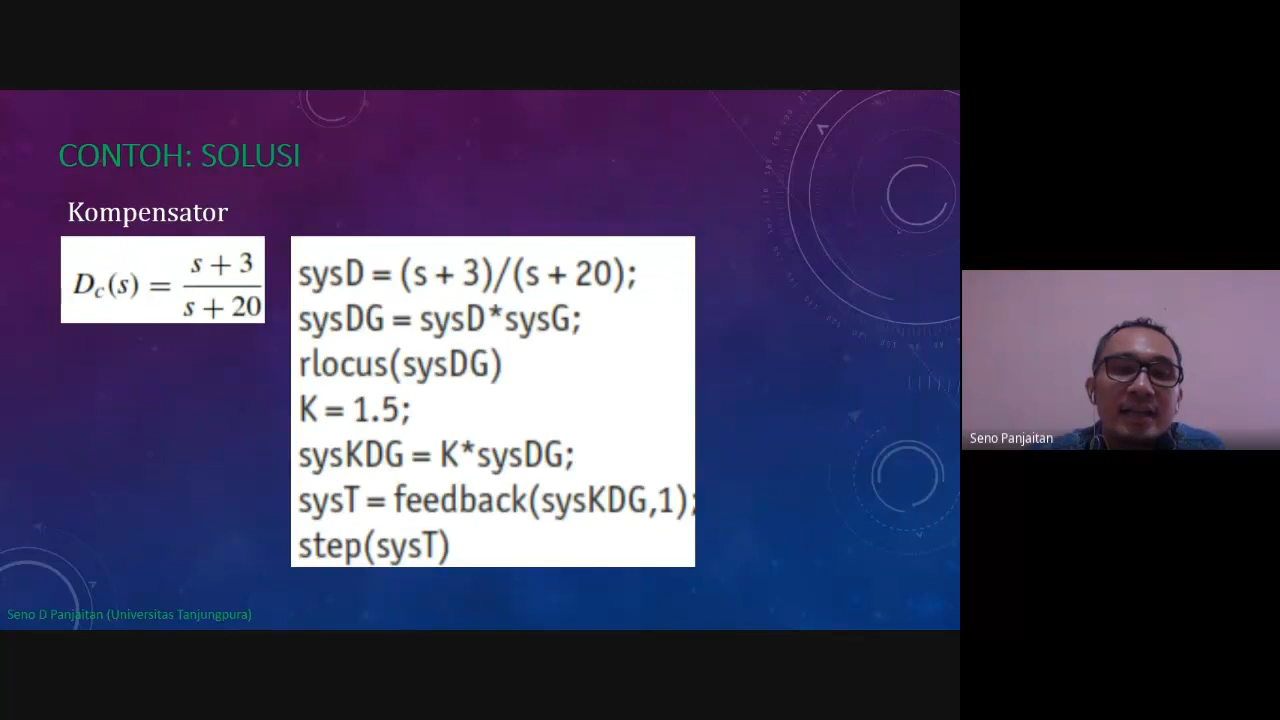 CONTOH: SOLUSI
Kompensator
D_c(s) = \frac{s + 3}{s + 20}
sysD = (s + 3)/(s + 20);
sysDG = sysD*sysG;
rlocus(sysDG)
K = 1.5;
sysKDG = K*sysDG;
sysT = feedback(sysKDG,1);
step(sysT)
Seno D Panjaitan (Universitas Tanjungpura)
Seno Panjaitan